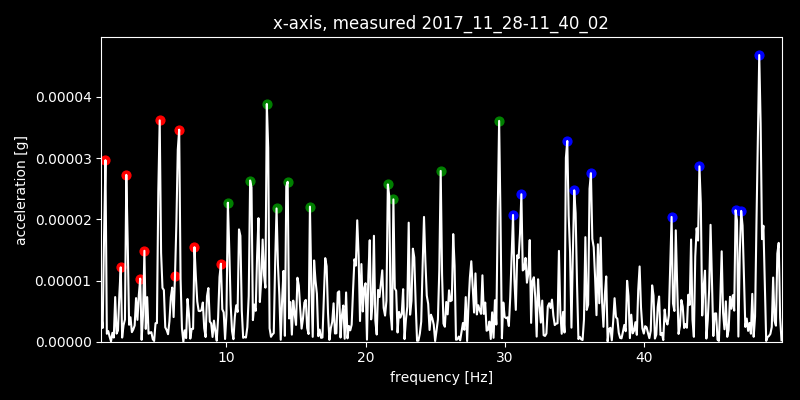 x-axis, measured 2017_11_28-11_40_02
acceleration [g]
0.00004
0.00003
0.00002
0.00001
0.00000
10 20 30 40
frequency [Hz]